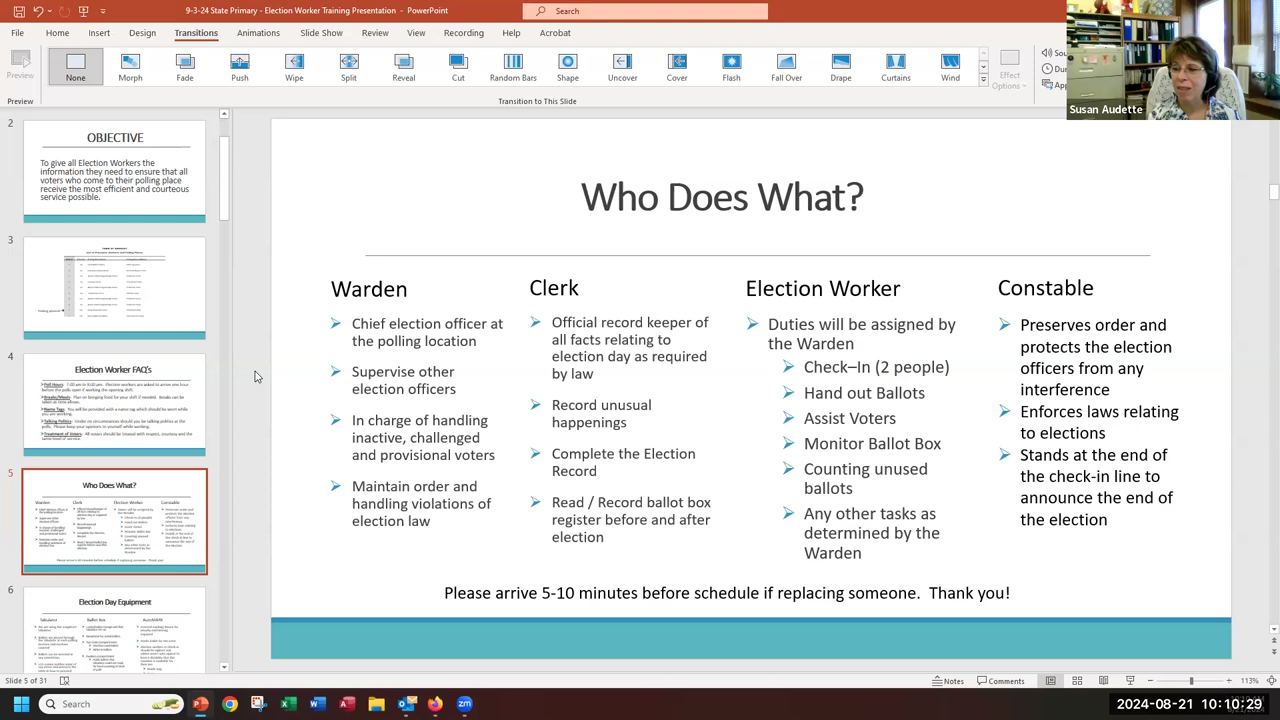 9-3-24 State Primary - Election Worker Training Presentation - PowerPoint
Search
File Home Insert Design Transitions Animations Slide Show Recording Help Acrobat
Preview
None Morph Fade Push Wipe Split Reveal Cut Random Bars Shape Uncover Cover Flash Fall Over Drape Curtains Wind
Effect
Options
Preview
Transition to This Slide
Susan Audette
2
OBJECTIVE
To give all Election Workers the
information they need to ensure that all
voters who come to their polling place
receive the most efficient and courteous
service possible.
3
4
Election Worker FAQ's
5
Who Does What?
6
Election Day Equipment
Who Does What?
Warden
Chief election officer at
the polling location
Supervise other
election officers
In charge of handling
inactive, challenged
and provisional voters
Maintain order and
handling violations of
election law
Clerk
Official record keeper of
all facts relating to
election day as required
by law
Record unusual
happenings
Complete the Election
Record
Read / Record ballot box
register before and after
election
Election Worker
Duties will be assigned by
the Warden
Check–In (2 people)
Hand out Ballots
Assist Voters
Monitor Ballot Box
Counting unused
ballots
Any other tasks as
determined by the
Warden
Constable
Preserves order and
protects the election
officers from any
interference
Enforces laws relating
to elections
Stands at the end of
the check-in line to
announce the end of
the election
Please arrive 5-10 minutes before schedule if replacing someone. Thank you!
Slide 5 of 31
Notes
Comments
113%
Search
2024-08-21 10:10:29